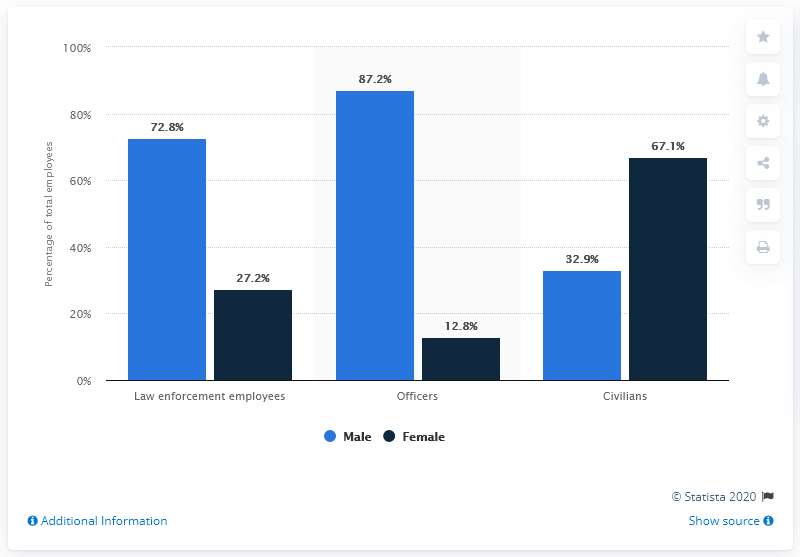 100%
80%
60%
40%
20%
0%
Percentage of total employees
72.8%
27.2%
87.2%
12.8%
32.9%
67.1%
Law enforcement employees
Officers
Civilians
Male
Female
© Statista 2020
Additional Information
Show source